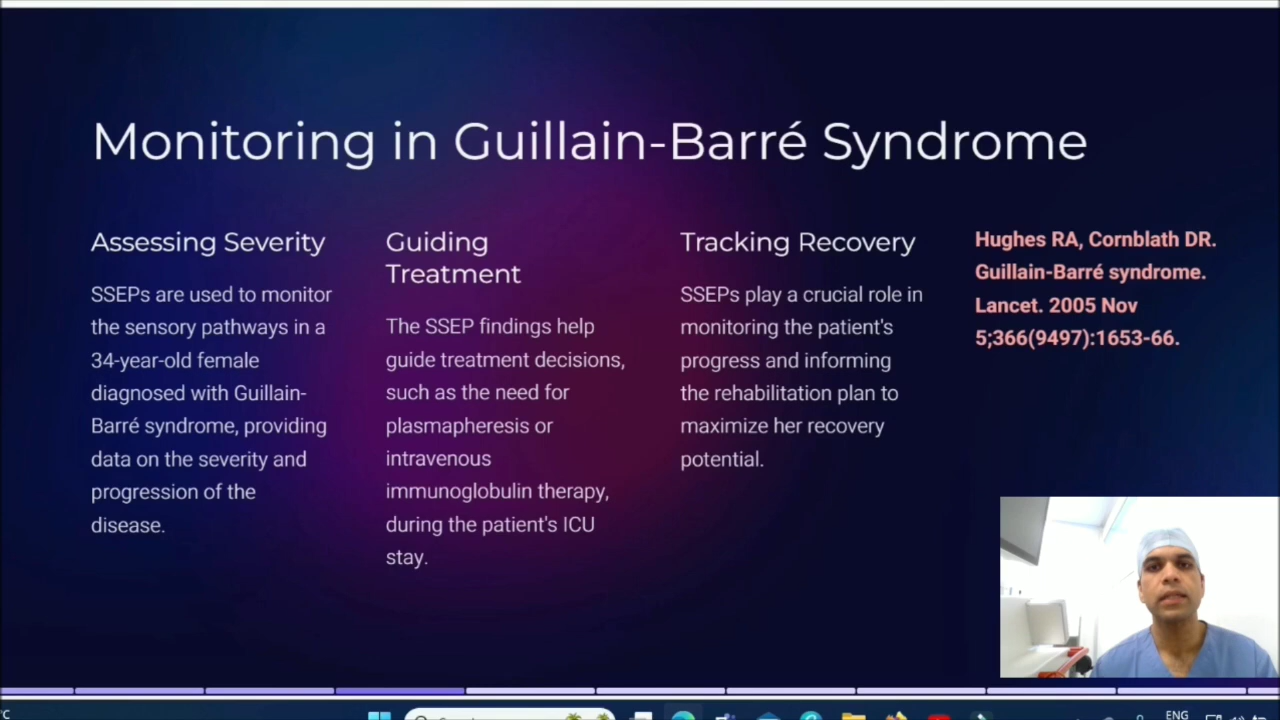 Monitoring in Guillain-Barré Syndrome
Assessing Severity
SSEPs are used to monitor
the sensory pathways in a
34-year-old female
diagnosed with Guillain-
Barré syndrome, providing
data on the severity and
progression of the
disease.
Guiding
Treatment
The SSEP findings help
guide treatment decisions,
such as the need for
plasmapheresis or
intravenous
immunoglobulin therapy,
during the patient's ICU
stay.
Tracking Recovery
SSEPs play a crucial role in
monitoring the patient's
progress and informing
the rehabilitation plan to
maximize her recovery
potential.
Hughes RA, Cornblath DR.
Guillain-Barré syndrome.
Lancet. 2005 Nov
5;366(9497):1653-66.
ENG